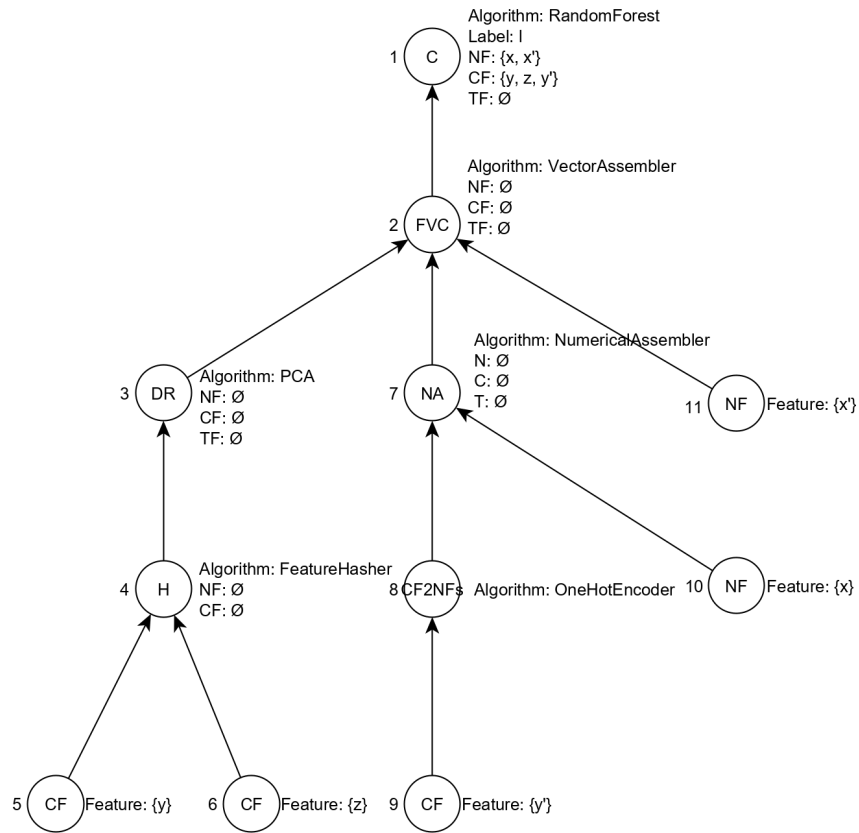 Algorithm: RandomForest
Label: l
1 C NF: {x, x'}
CF: {y, z, y'}
TF: Ø
Algorithm: VectorAssembler
NF: Ø
CF: Ø
2 FVC TF: Ø
Algorithm: NumericalAssembler
N: Ø
C: Ø
T: Ø
3 DR Algorithm: PCA
NF: Ø
CF: Ø
TF: Ø
7 NA
11 NF Feature: {x'}
Algorithm: FeatureHasher
4 H NF: Ø
CF: Ø
8 CF2NFs Algorithm: OneHotEncoder
10 NF Feature: {x}
5 CF Feature: {y}
6 CF Feature: {z}
9 CF Feature: {y'}